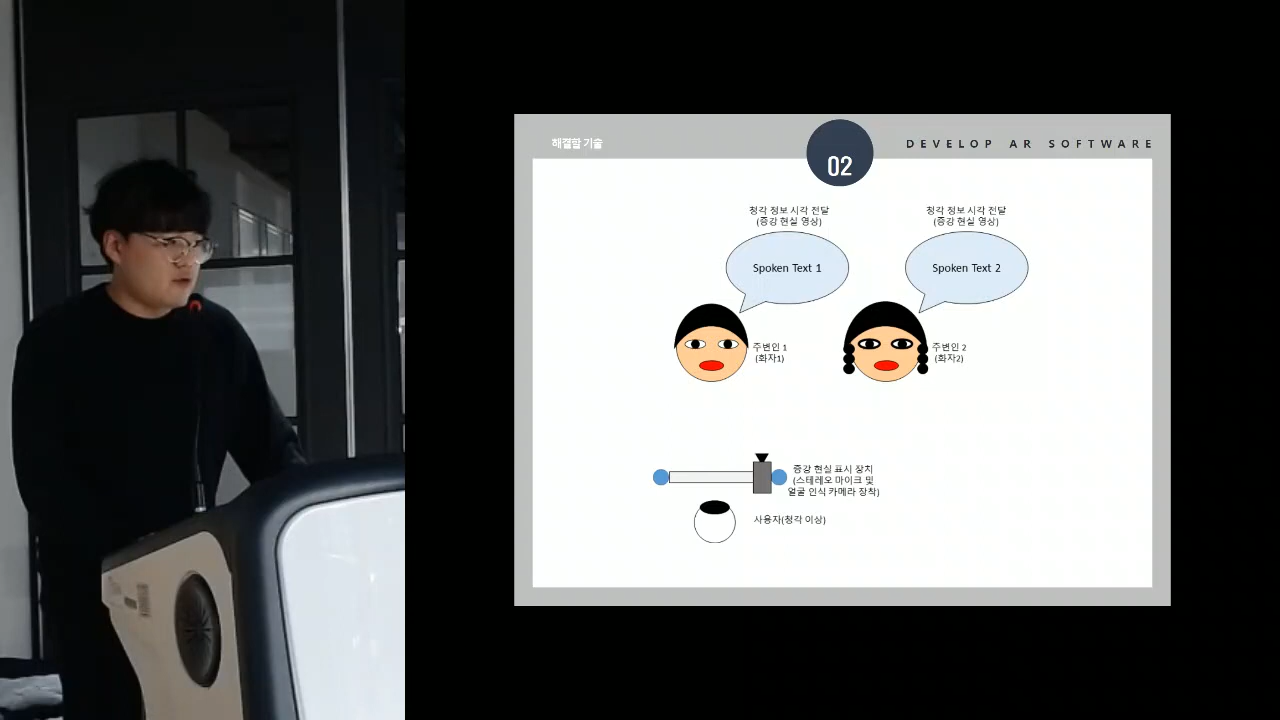 해결할 기술
02
DEVELOP AR SOFTWARE
청각 정보 시각 전달
(증강 현실 영상)
청각 정보 시각 전달
(증강 현실 영상)
Spoken Text 1
Spoken Text 2
주변인 1
(화자1)
주변인 2
(화자2)
증강 현실 표시 장치
(스테레오 마이크 및
얼굴 인식 카메라 장착)
사용자(청각 이상)